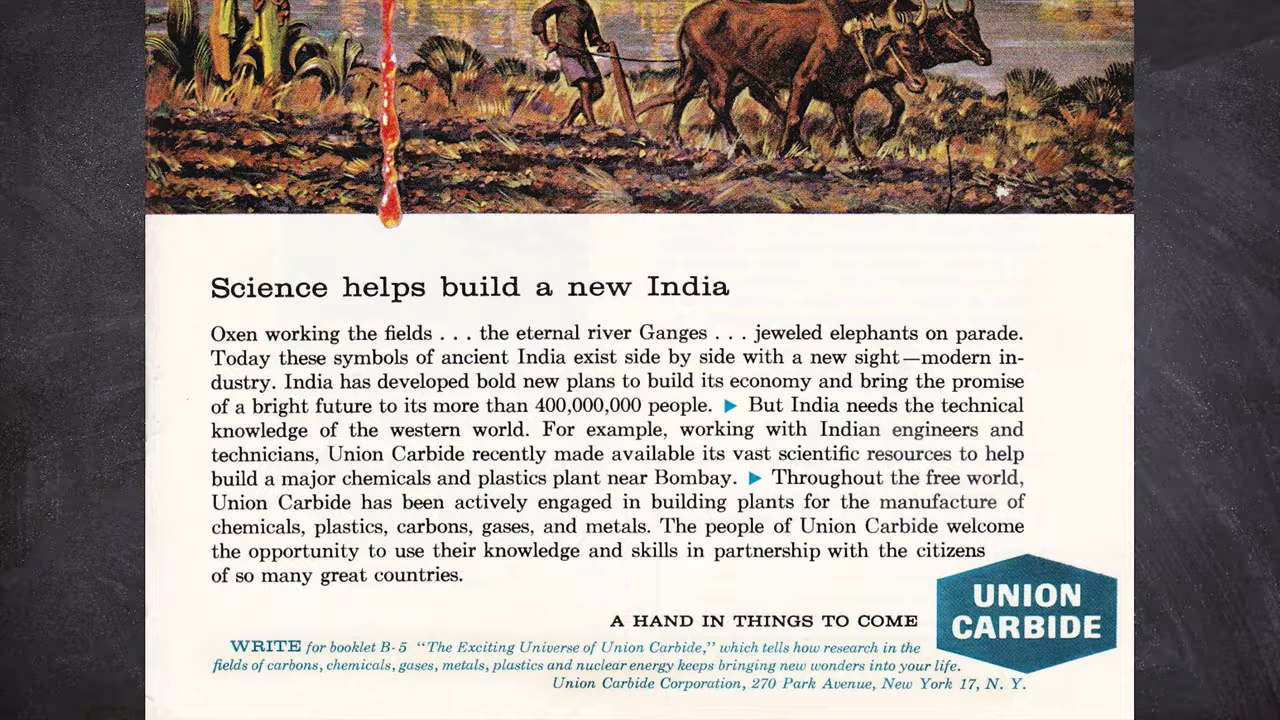 Science helps build a new India
Oxen working the fields . . . the eternal river Ganges . . . jeweled elephants on parade.
Today these symbols of ancient India exist side by side with a new sight—modern in-
dustry. India has developed bold new plans to build its economy and bring the promise
of a bright future to its more than 400,000,000 people. ▶ But India needs the technical
knowledge of the western world. For example, working with Indian engineers and
technicians, Union Carbide recently made available its vast scientific resources to help
build a major chemicals and plastics plant near Bombay. ▶ Throughout the free world,
Union Carbide has been actively engaged in building plants for the manufacture of
chemicals, plastics, carbons, gases, and metals. The people of Union Carbide welcome
the opportunity to use their knowledge and skills in partnership with the citizens
of so many great countries.
A HAND IN THINGS TO COME
UNION
CARBIDE
WRITE for booklet B-5 “The Exciting Universe of Union Carbide,” which tells how research in the
fields of carbons, chemicals, gases, metals, plastics and nuclear energy keeps bringing new wonders into your life.
Union Carbide Corporation, 270 Park Avenue, New York 17, N. Y.